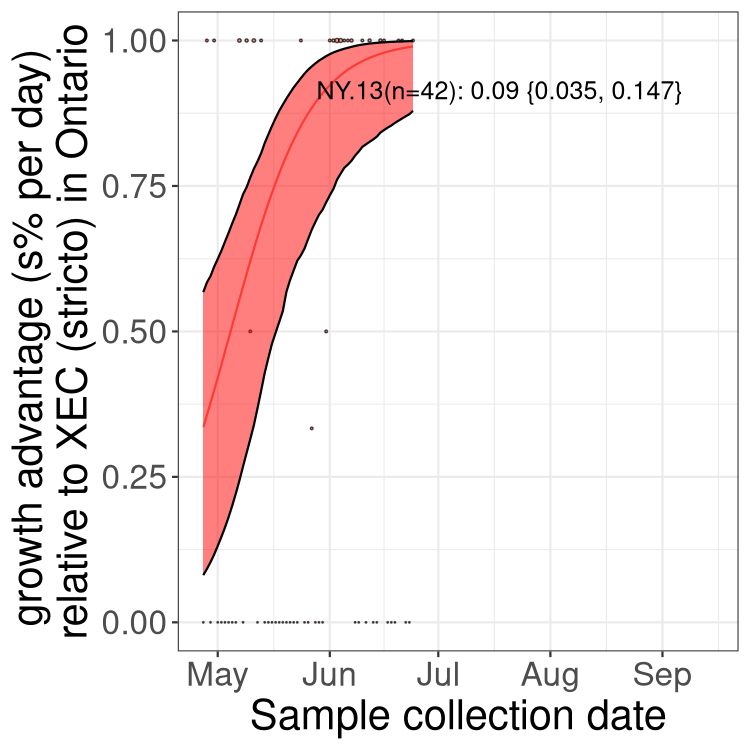 growth advantage (s% per day)
relative to XEC (stricto) in Ontario
1.00
0.75
0.50
0.25
0.00
NY.13(n=42): 0.09 {0.035, 0.147}
May Jun Jul Aug Sep
Sample collection date